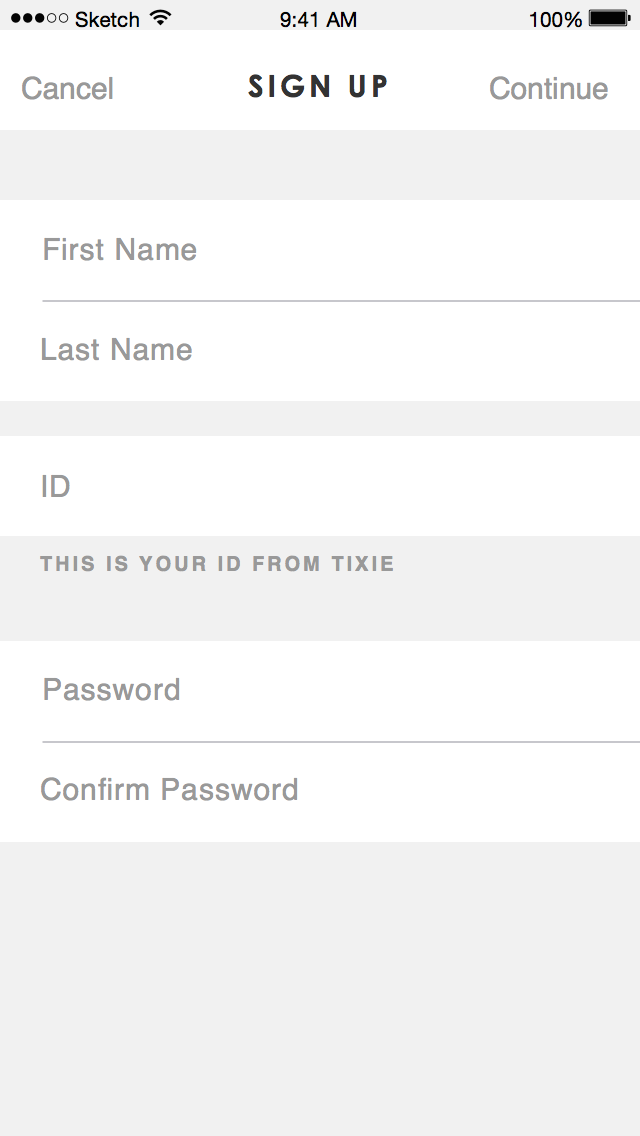 Sketch 9:41 AM 100%
Cancel SIGN UP Continue
First Name
Last Name
ID
THIS IS YOUR ID FROM TIXIE
Password
Confirm Password